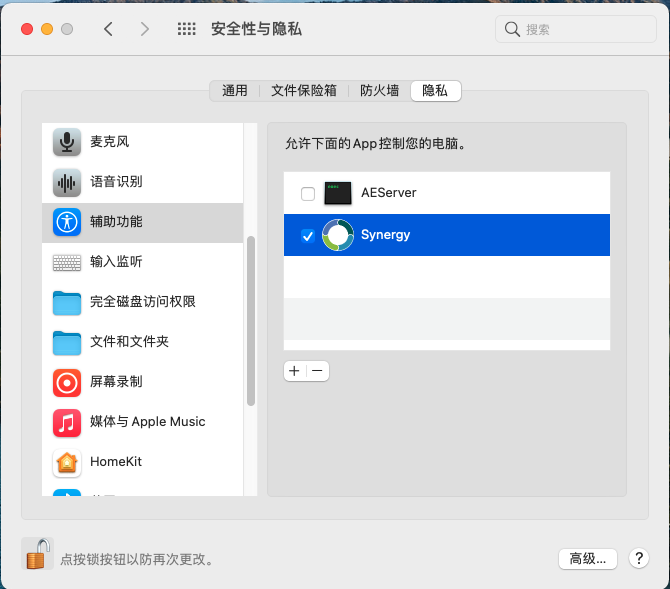 安全性与隐私
搜索
通用
文件保险箱
防火墙
隐私
麦克风
语音识别
辅助功能
输入监听
完全磁盘访问权限
文件和文件夹
屏幕录制
媒体与 Apple Music
HomeKit
允许下面的App控制您的电脑。
AEServer
Synergy
点按锁按钮以防再次更改。
高级...
?